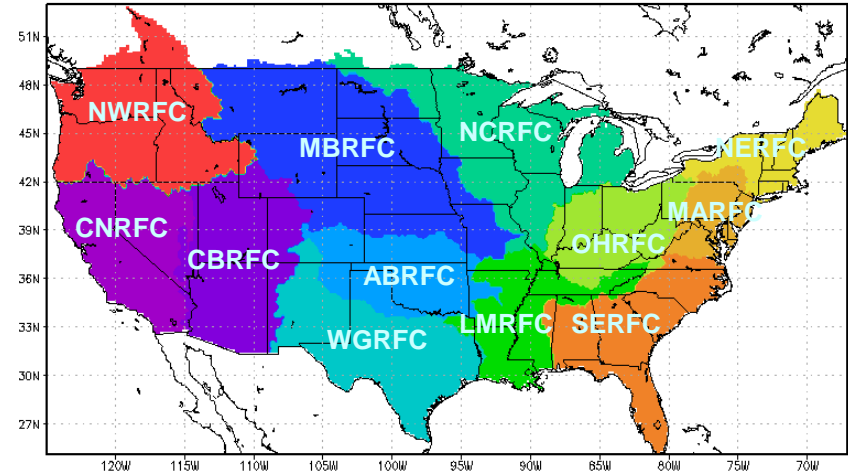 51N
48N
NWRFC
NCRFC
45N
MBRFC
NERFC
42N
MARFC
CNRFC
39N
OHRFC
CBRFC
ABRFC
36N
33N
LMRFC
SERFC
WGRFC
30N
27N
120W
115W
110W
105W
100W
95W
90W
85W
80W
75W
70W